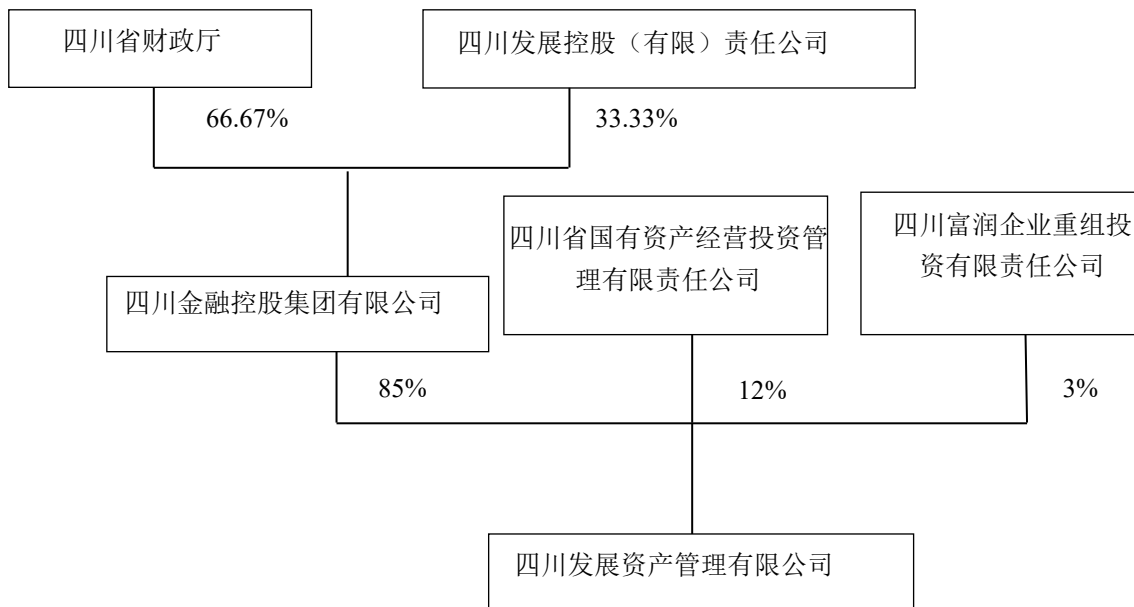 四川省财政厅
四川发展控股（有限）责任公司
66.67%
33.33%
四川省国有资产经营投资管
理有限责任公司
四川富润企业重组投
资有限责任公司
四川金融控股集团有限公司
85%
12%
3%
四川发展资产管理有限公司